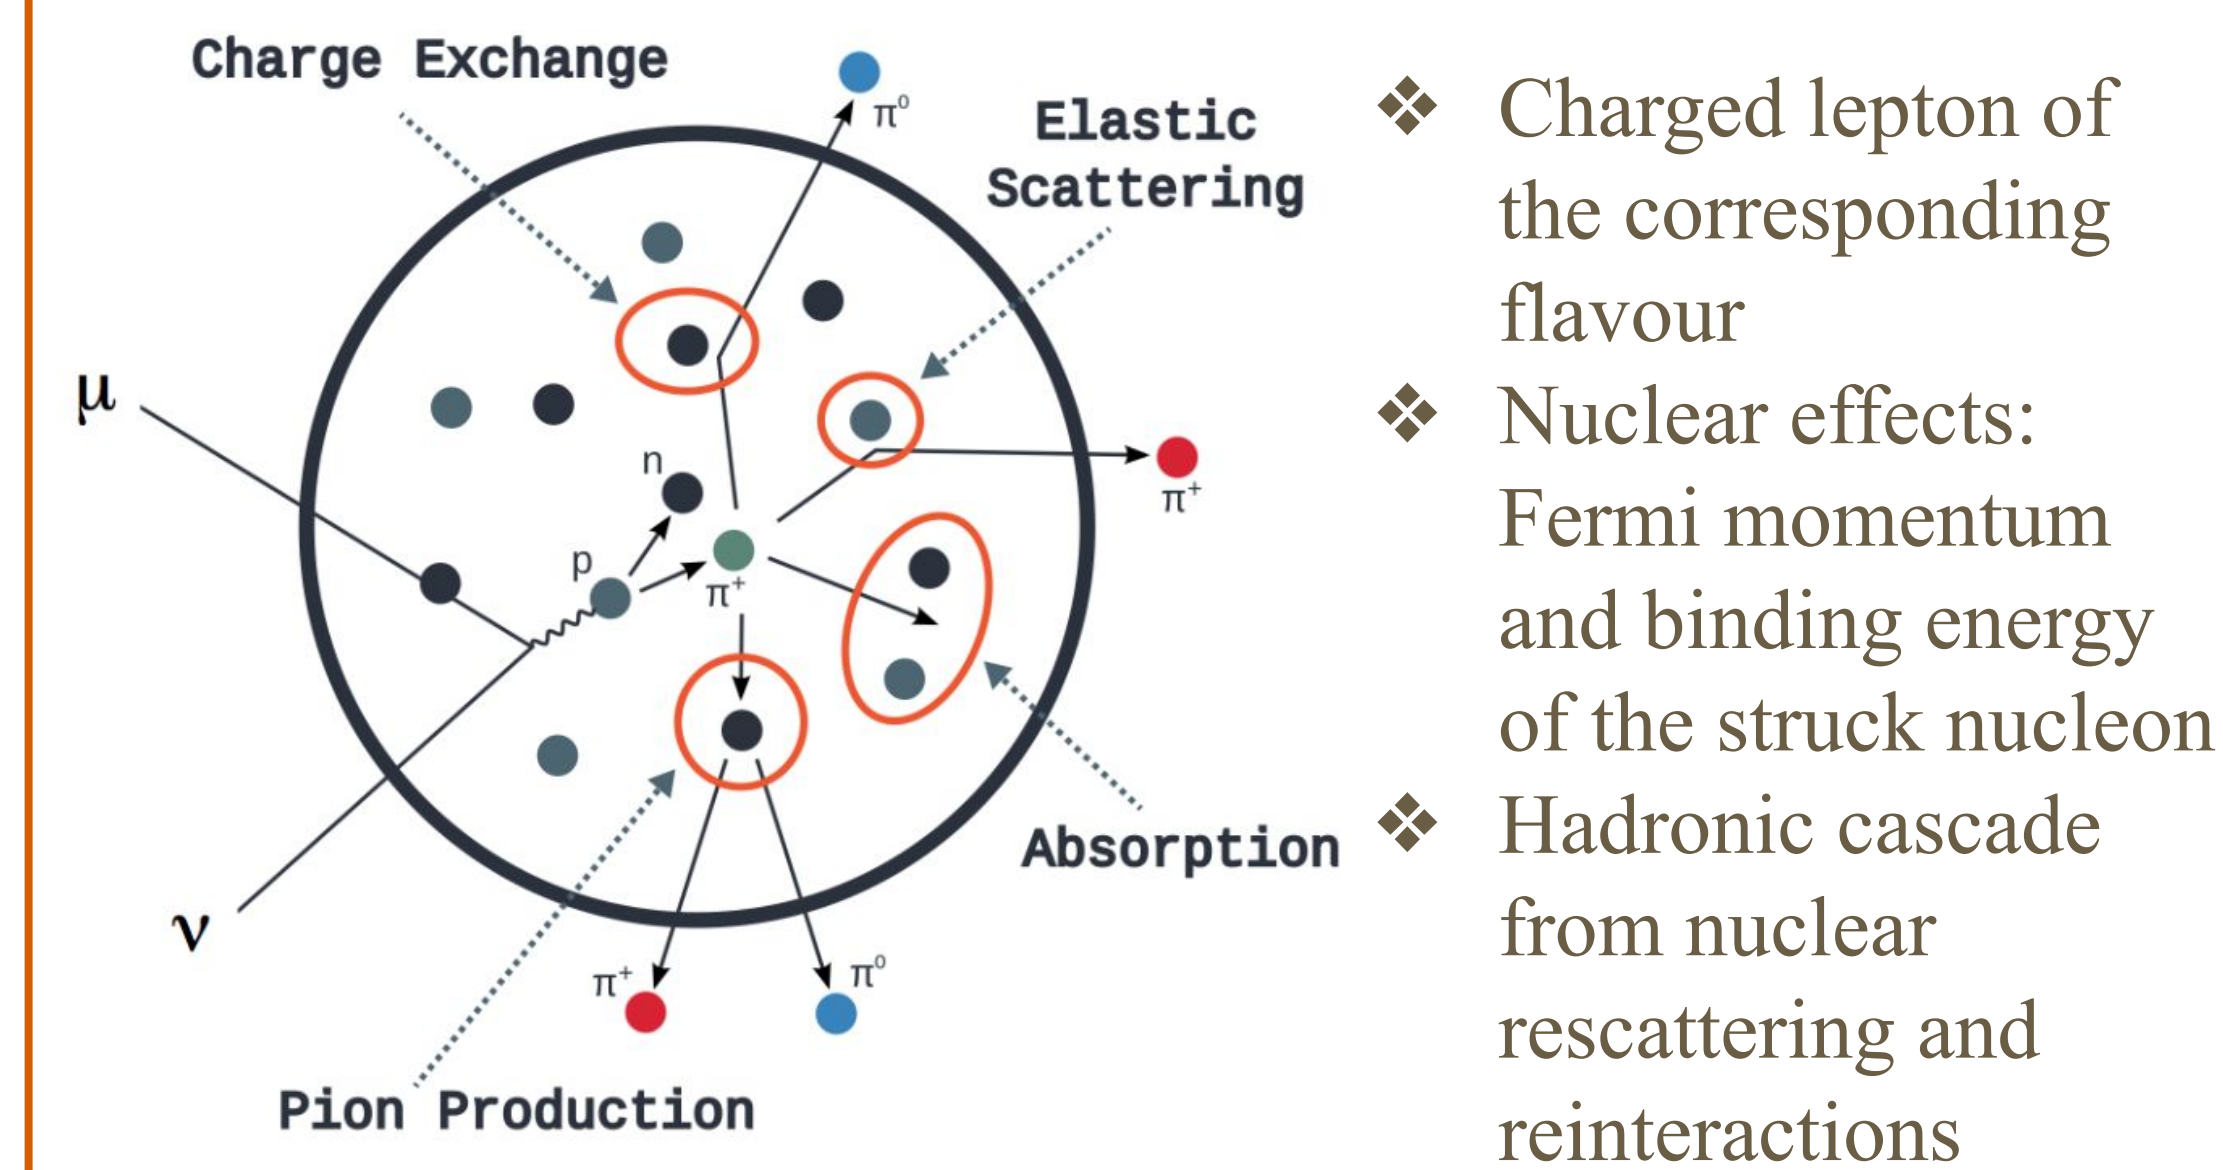 Charge Exchange
π⁰
Elastic
Scattering
μ
n
π⁺
p
π⁺
Absorption
ν
π⁺
π⁰
Pion Production
❖ Charged lepton of
the corresponding
flavour
❖ Nuclear effects:
Fermi momentum
and binding energy
of the struck nucleon
❖ Hadronic cascade
from nuclear
rescattering and
reinteractions